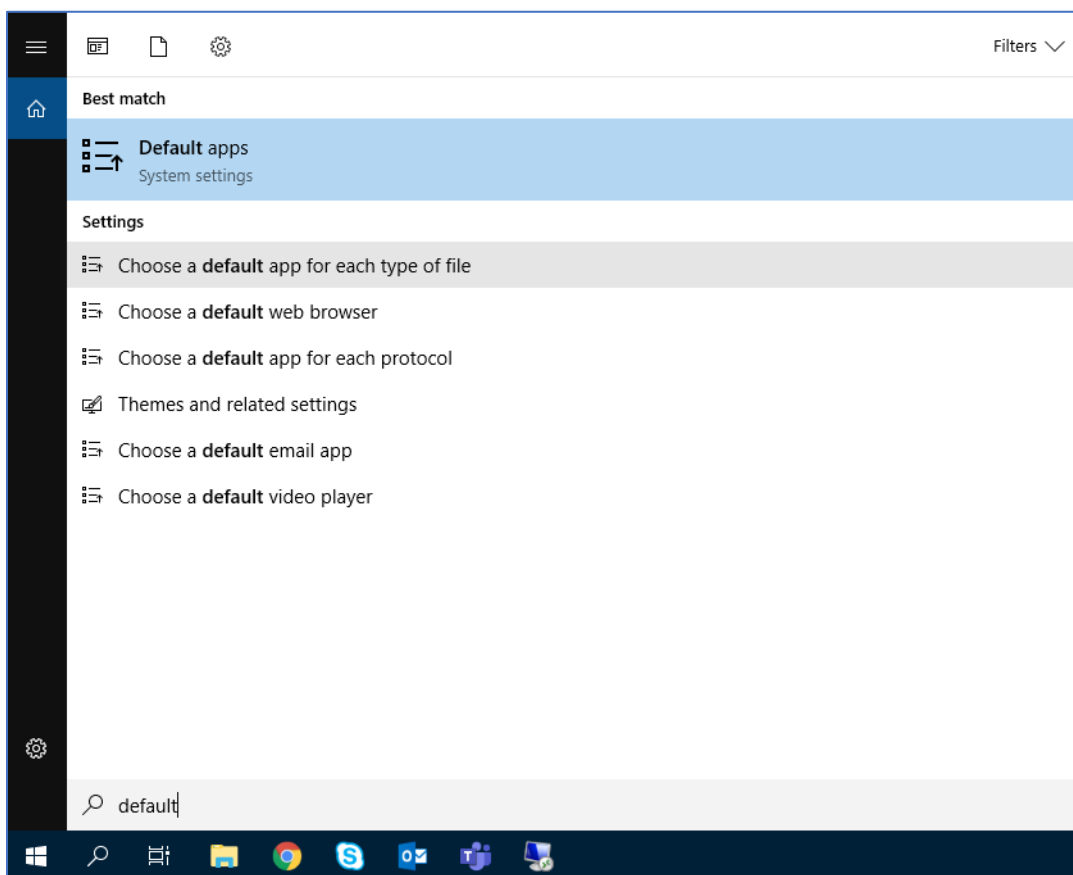 Filters
Best match
Default apps
System settings
Settings
Choose a default app for each type of file
Choose a default web browser
Choose a default app for each protocol
Themes and related settings
Choose a default email app
Choose a default video player
default